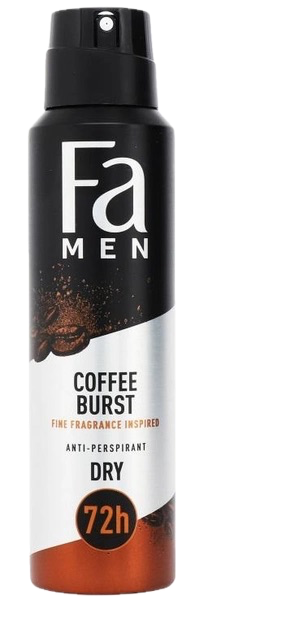 Fa
MEN
COFFEE
BURST
FINE FRAGRANCE INSPIRED
ANTI-PERSPIRANT
DRY
72h